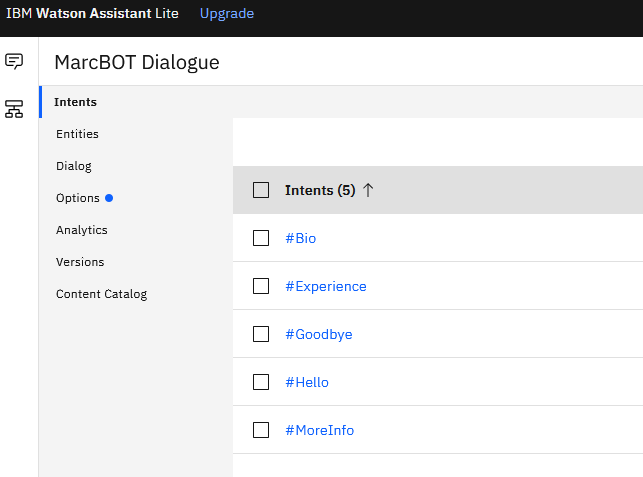 IBM Watson Assistant Lite Upgrade
MarcBOT Dialogue
Intents
Entities
Dialog
Options
Analytics
Versions
Content Catalog
Intents (5)
#Bio
#Experience
#Goodbye
#Hello
#MoreInfo